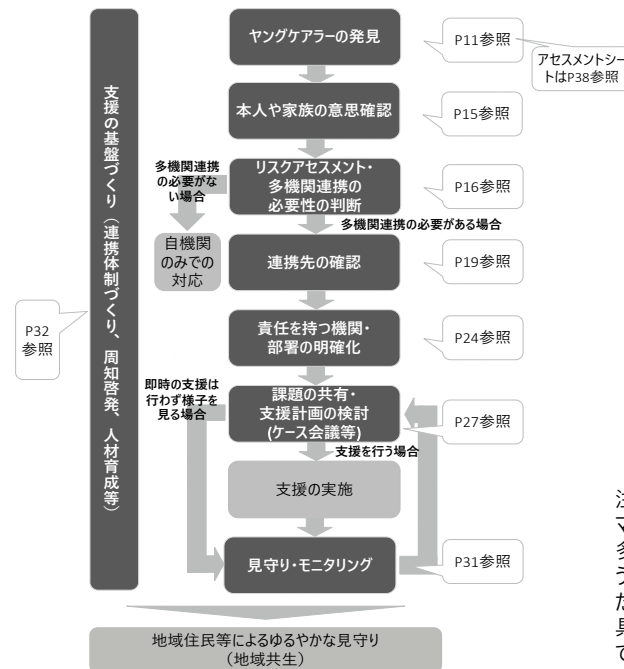 ヤングケアラーの発見
P11参照
アセスメントシー
トはP38参照
本人や家族の意思確認
P15参照
多機関連携
の必要がな
い場合
リスクアセスメント・
多機関連携の
必要性の判断
P16参照
多機関連携の必要がある場合
自機関
のみでの
対応
連携先の確認
P19参照
支援の基盤づくり（連携体制づくり、周知啓発、人材育成等）
P32
参照
責任を持つ機関・
部署の明確化
P24参照
即時の支援は
行わず様子を
見る場合
課題の共有・
支援計画の検討
(ケース会議等)
P27参照
支援を行う場合
支援の実施
見守り・モニタリング
P31参照
地域住民等によるゆるやかな見守り
（地域共生）